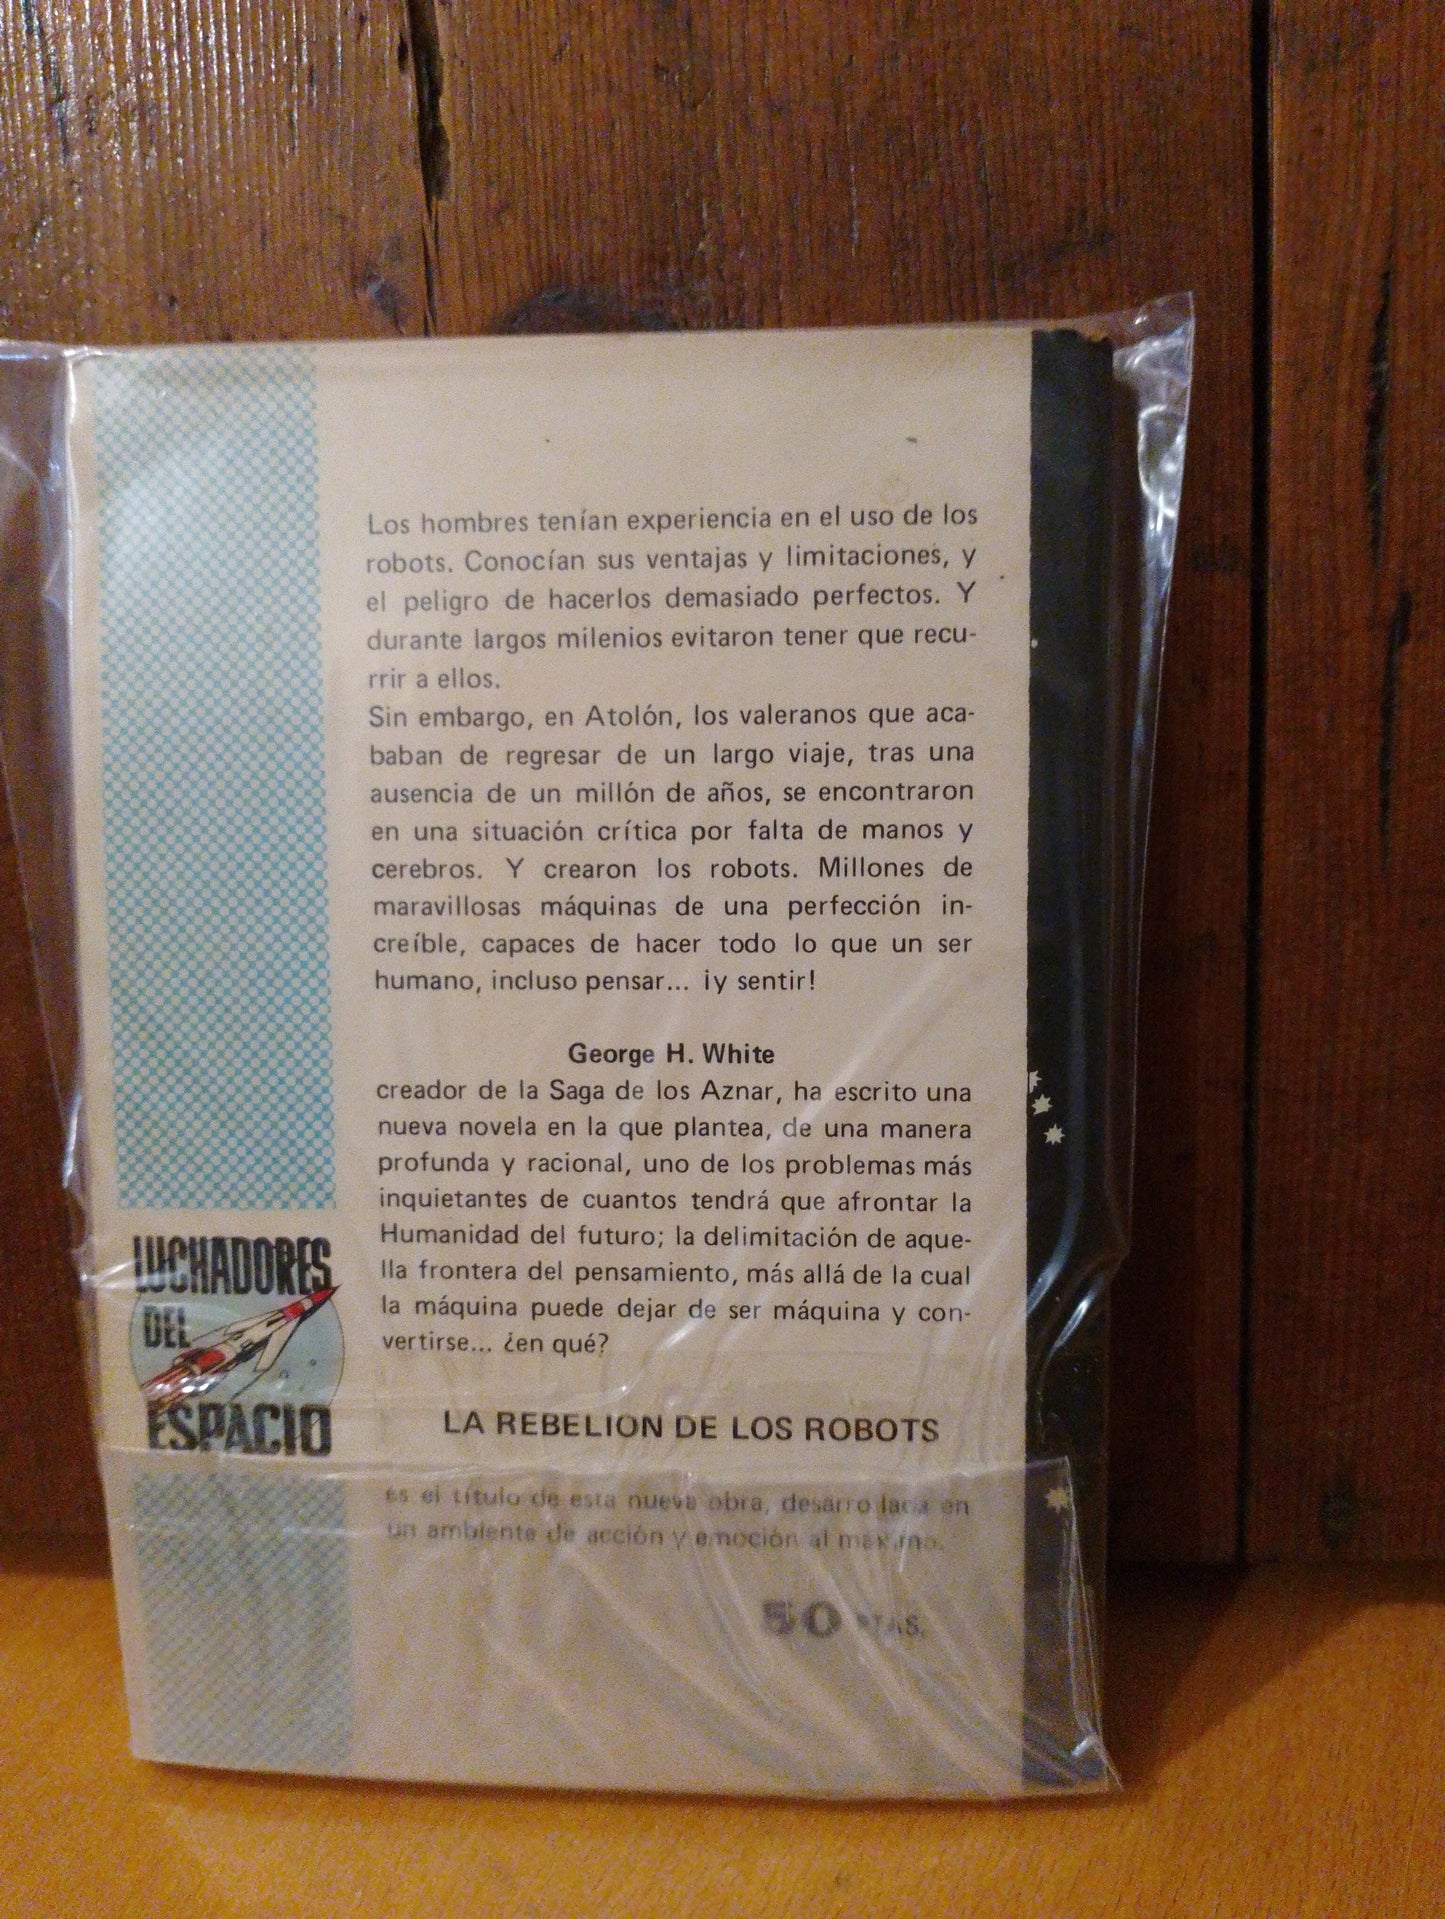 Los hombres tenían experiencia en el uso de los
robots. Conocían sus ventajas y limitaciones, y
el peligro de hacerlos demasiado perfectos. Y
durante largos milenios evitaron tener que recu-
rrir a ellos.
Sin embargo, en Atolón, los valeranos que aca-
baban de regresar de un largo viaje, tras una
ausencia de un millón de años, se encontraron
en una situación crítica por falta de manos y
cerebros. Y crearon los robots. Millones de
maravillosas máquinas de una perfección in-
creíble, capaces de hacer todo lo que un ser
humano, incluso pensar... ¡y sentir!
George H. White
creador de la Saga de los Aznar, ha escrito una
nueva novela en la que plantea, de una manera
profunda y racional, uno de los problemas más
inquietantes de cuantos tendrá que afrontar la
Humanidad del futuro; la delimitación de aque-
lla frontera del pensamiento, más allá de la cual
la máquina puede dejar de ser máquina y con-
vertirse... ¿en qué?
LA REBELION DE LOS ROBOTS
es el título de esta nueva obra, desarrollada en
un ambiente de acción y emoción al máximo.
50 PTAS.
LUCHADORES
DEL
ESPACIO